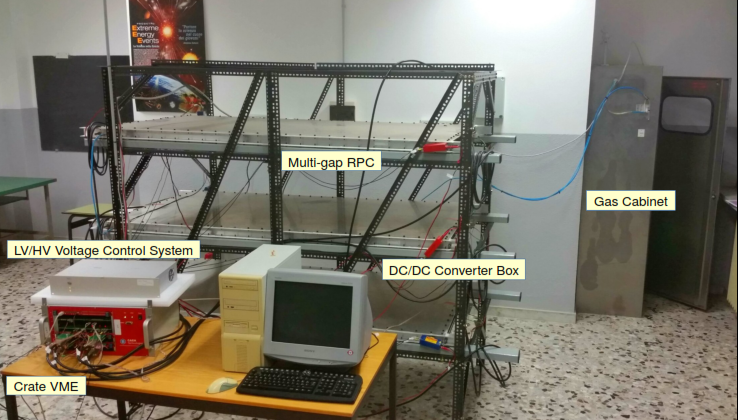 Extreme
Energy
Events
Multi-gap RPC
Gas Cabinet
LV/HV Voltage Control System
DC/DC Converter Box
Crate VME